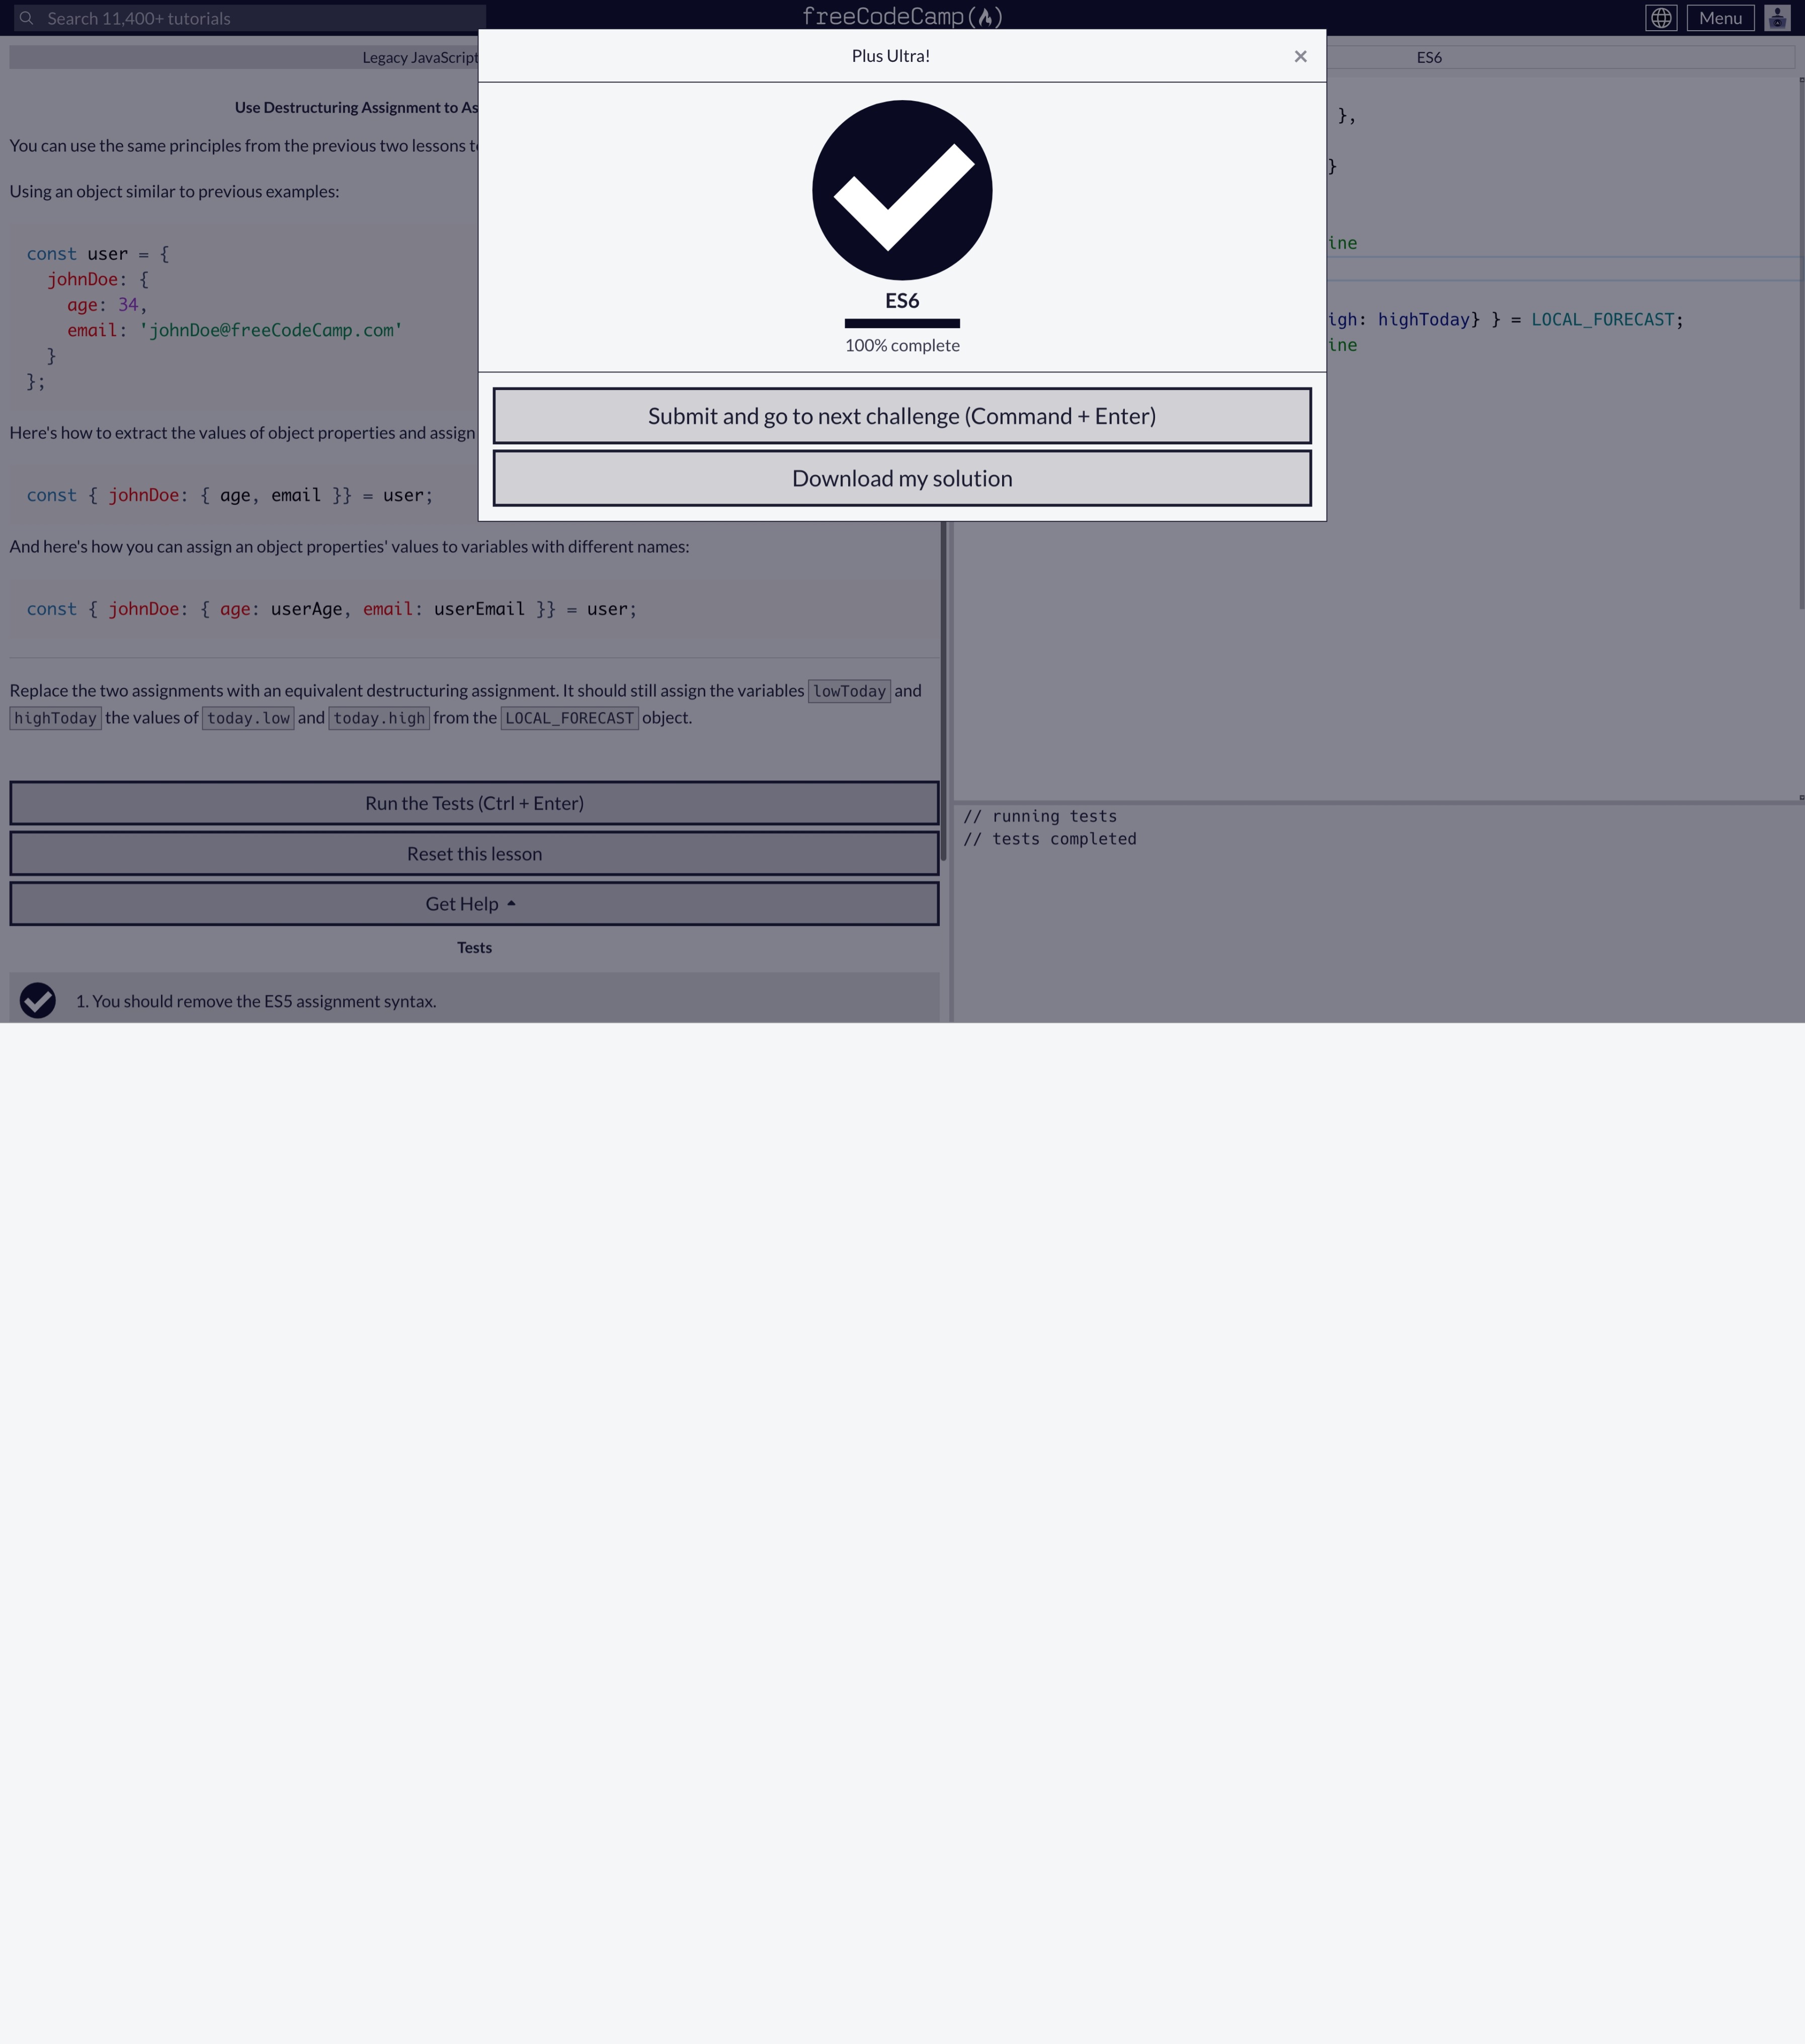 Search 11,400+ tutorials
freeCodeCamp
Menu
Legacy JavaScript
ES6
Plus Ultra!
×
ES6
100% complete
Submit and go to next challenge (Command + Enter)
Download my solution
Use Destructuring Assignment to As
You can use the same principles from the previous two lessons t
Using an object similar to previous examples:
const user = {
  johnDoe: {
    age: 34,
    email: 'johnDoe@freeCodeCamp.com'
  }
};
Here's how to extract the values of object properties and assign
const { johnDoe: { age, email }} = user;
And here's how you can assign an object properties' values to variables with different names:
const { johnDoe: { age: userAge, email: userEmail }} = user;
Replace the two assignments with an equivalent destructuring assignment. It should still assign the variables lowToday and
highToday the values of today.low and today.high from the LOCAL_FORECAST object.
Run the Tests (Ctrl + Enter)
Reset this lesson
Get Help
Tests
1. You should remove the ES5 assignment syntax.
},
}
ine
igh: highToday} } = LOCAL_FORECAST;
ine
// running tests
// tests completed